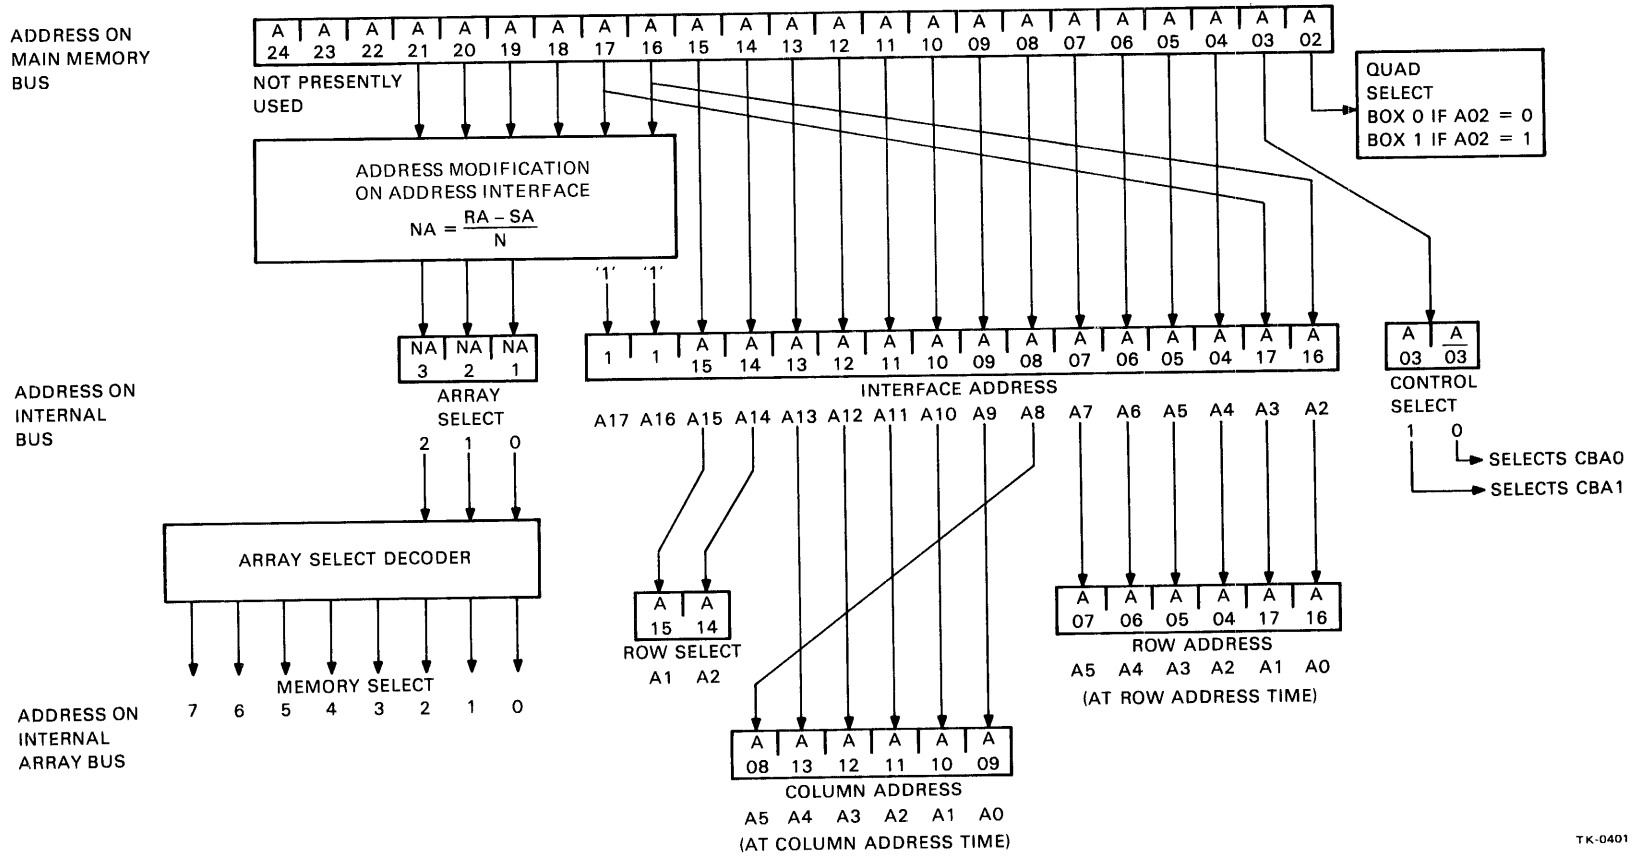 ADDRESS ON
MAIN MEMORY
BUS
A A A A A A A A A A A A A A A A A A A A A A A
24 23 22 21 20 19 18 17 16 15 14 13 12 11 10 09 08 07 06 05 04 03 02
NOT PRESENTLY
USED
QUAD
SELECT
BOX 0 IF A02 = 0
BOX 1 IF A02 = 1
ADDRESS MODIFICATION
ON ADDRESS INTERFACE
NA = RA – SA
N
'1' '1'
ADDRESS ON
INTERNAL
BUS
NA NA NA
3 2 1
ARRAY
SELECT
2 1 0
A A A A A A A A A A A A A A
1 1 15 14 13 12 11 10 09 08 07 06 05 04 17 16
INTERFACE ADDRESS
A17 A16 A15 A14 A13 A12 A11 A10 A9 A8 A7 A6 A5 A4 A3 A2
A A
03 03
CONTROL
SELECT
1 0
SELECTS CBA0
SELECTS CBA1
ARRAY SELECT DECODER
MEMORY SELECT
7 6 5 4 3 2 1 0
ADDRESS ON
INTERNAL
ARRAY BUS
A A
15 14
ROW SELECT
A1 A2
A A A A A A
07 06 05 04 17 16
ROW ADDRESS
A5 A4 A3 A2 A1 A0
(AT ROW ADDRESS TIME)
A A A A A A
08 13 12 11 10 09
COLUMN ADDRESS
A5 A4 A3 A2 A1 A0
(AT COLUMN ADDRESS TIME)
TK-0401